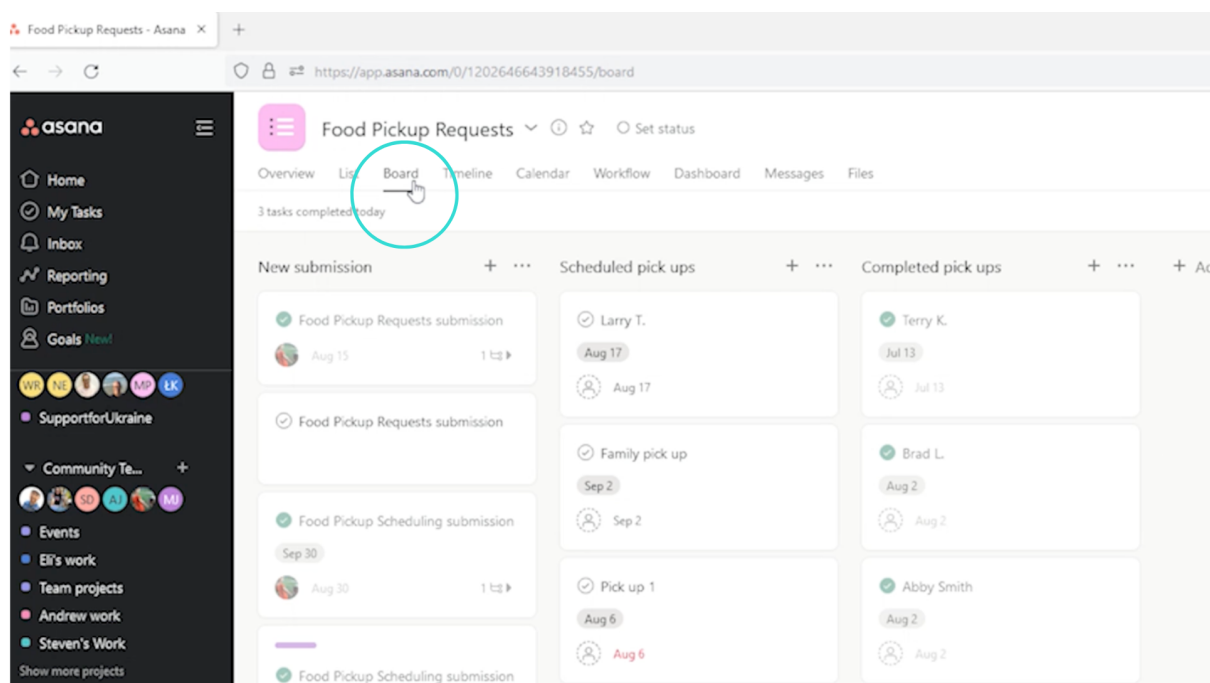 Food Pickup Requests - Asana
https://app.asana.com/0/1202646643918455/board
asana
Home
My Tasks
Inbox
Reporting
Portfolios
Goals New!
WR NE MP ŁK
SupportforUkraine
Community Te...
SD AJ MJ
Events
Eli's work
Team projects
Andrew work
Steven's Work
Show more projects
Food Pickup Requests
Set status
Overview List Board Timeline Calendar Workflow Dashboard Messages Files
3 tasks completed today
New submission
Food Pickup Requests submission
Aug 15 1
Food Pickup Requests submission
Food Pickup Scheduling submission
Sep 30
Aug 30 1
Food Pickup Scheduling submission
Scheduled pick ups
Larry T.
Aug 17
Aug 17
Family pick up
Sep 2
Sep 2
Pick up 1
Aug 6
Aug 6
Completed pick ups
Terry K.
Jul 13
Jul 13
Brad L.
Aug 2
Aug 2
Abby Smith
Aug 2
Aug 2